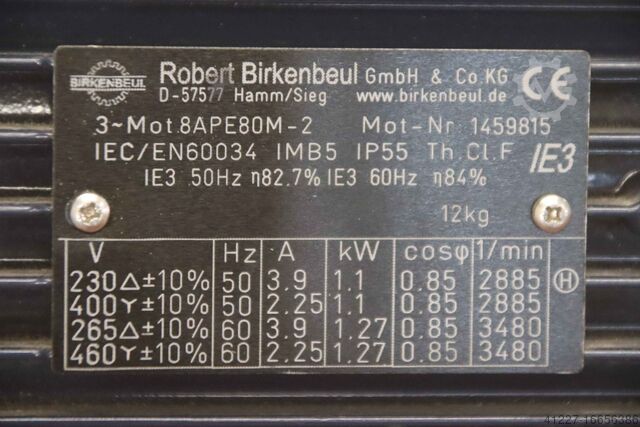 BIRKENBEUL
Robert Birkenbeul GmbH & Co.KG
D-57577 Hamm/Sieg www.birkenbeul.de
CE
3~Mot.8APE80M-2 Mot-Nr. 1459815
IEC/EN60034 IMB5 IP55 Th.Cl.F
IE3
IE3 50Hz η82.7% IE3 60Hz η84%
12kg
V Hz A kW cosφ 1/min
230△±10% 50 3.9 1.1 0.85 2885
400Y±10% 50 2.25 1.1 0.85 2885
265△±10% 60 3.9 1.27 0.85 3480
460Y±10% 60 2.25 1.27 0.85 3480
H
41227-16656386